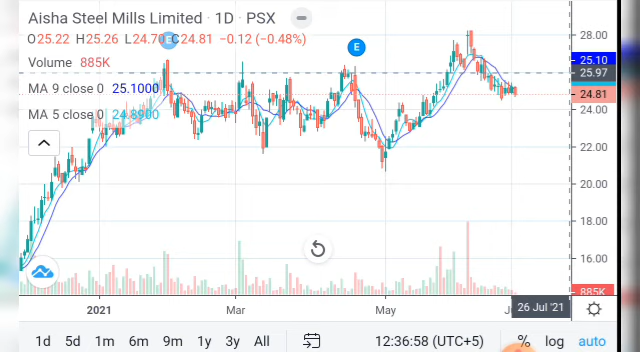 Aisha Steel Mills Limited · 1D · PSX
28.00
O25.22 H25.26 L24.70 C24.81 −0.12 (−0.48%)
E
E
Volume 885K
25.10
25.97
MA 9 close 0 25.1000
24.81
MA 5 close 0 24.8900
24.00
22.00
20.00
18.00
16.00
885K
2021 Mar May 26 Jul '21
1d 5d 1m 6m 9m 1y 3y All 12:36:58 (UTC+5) % log auto